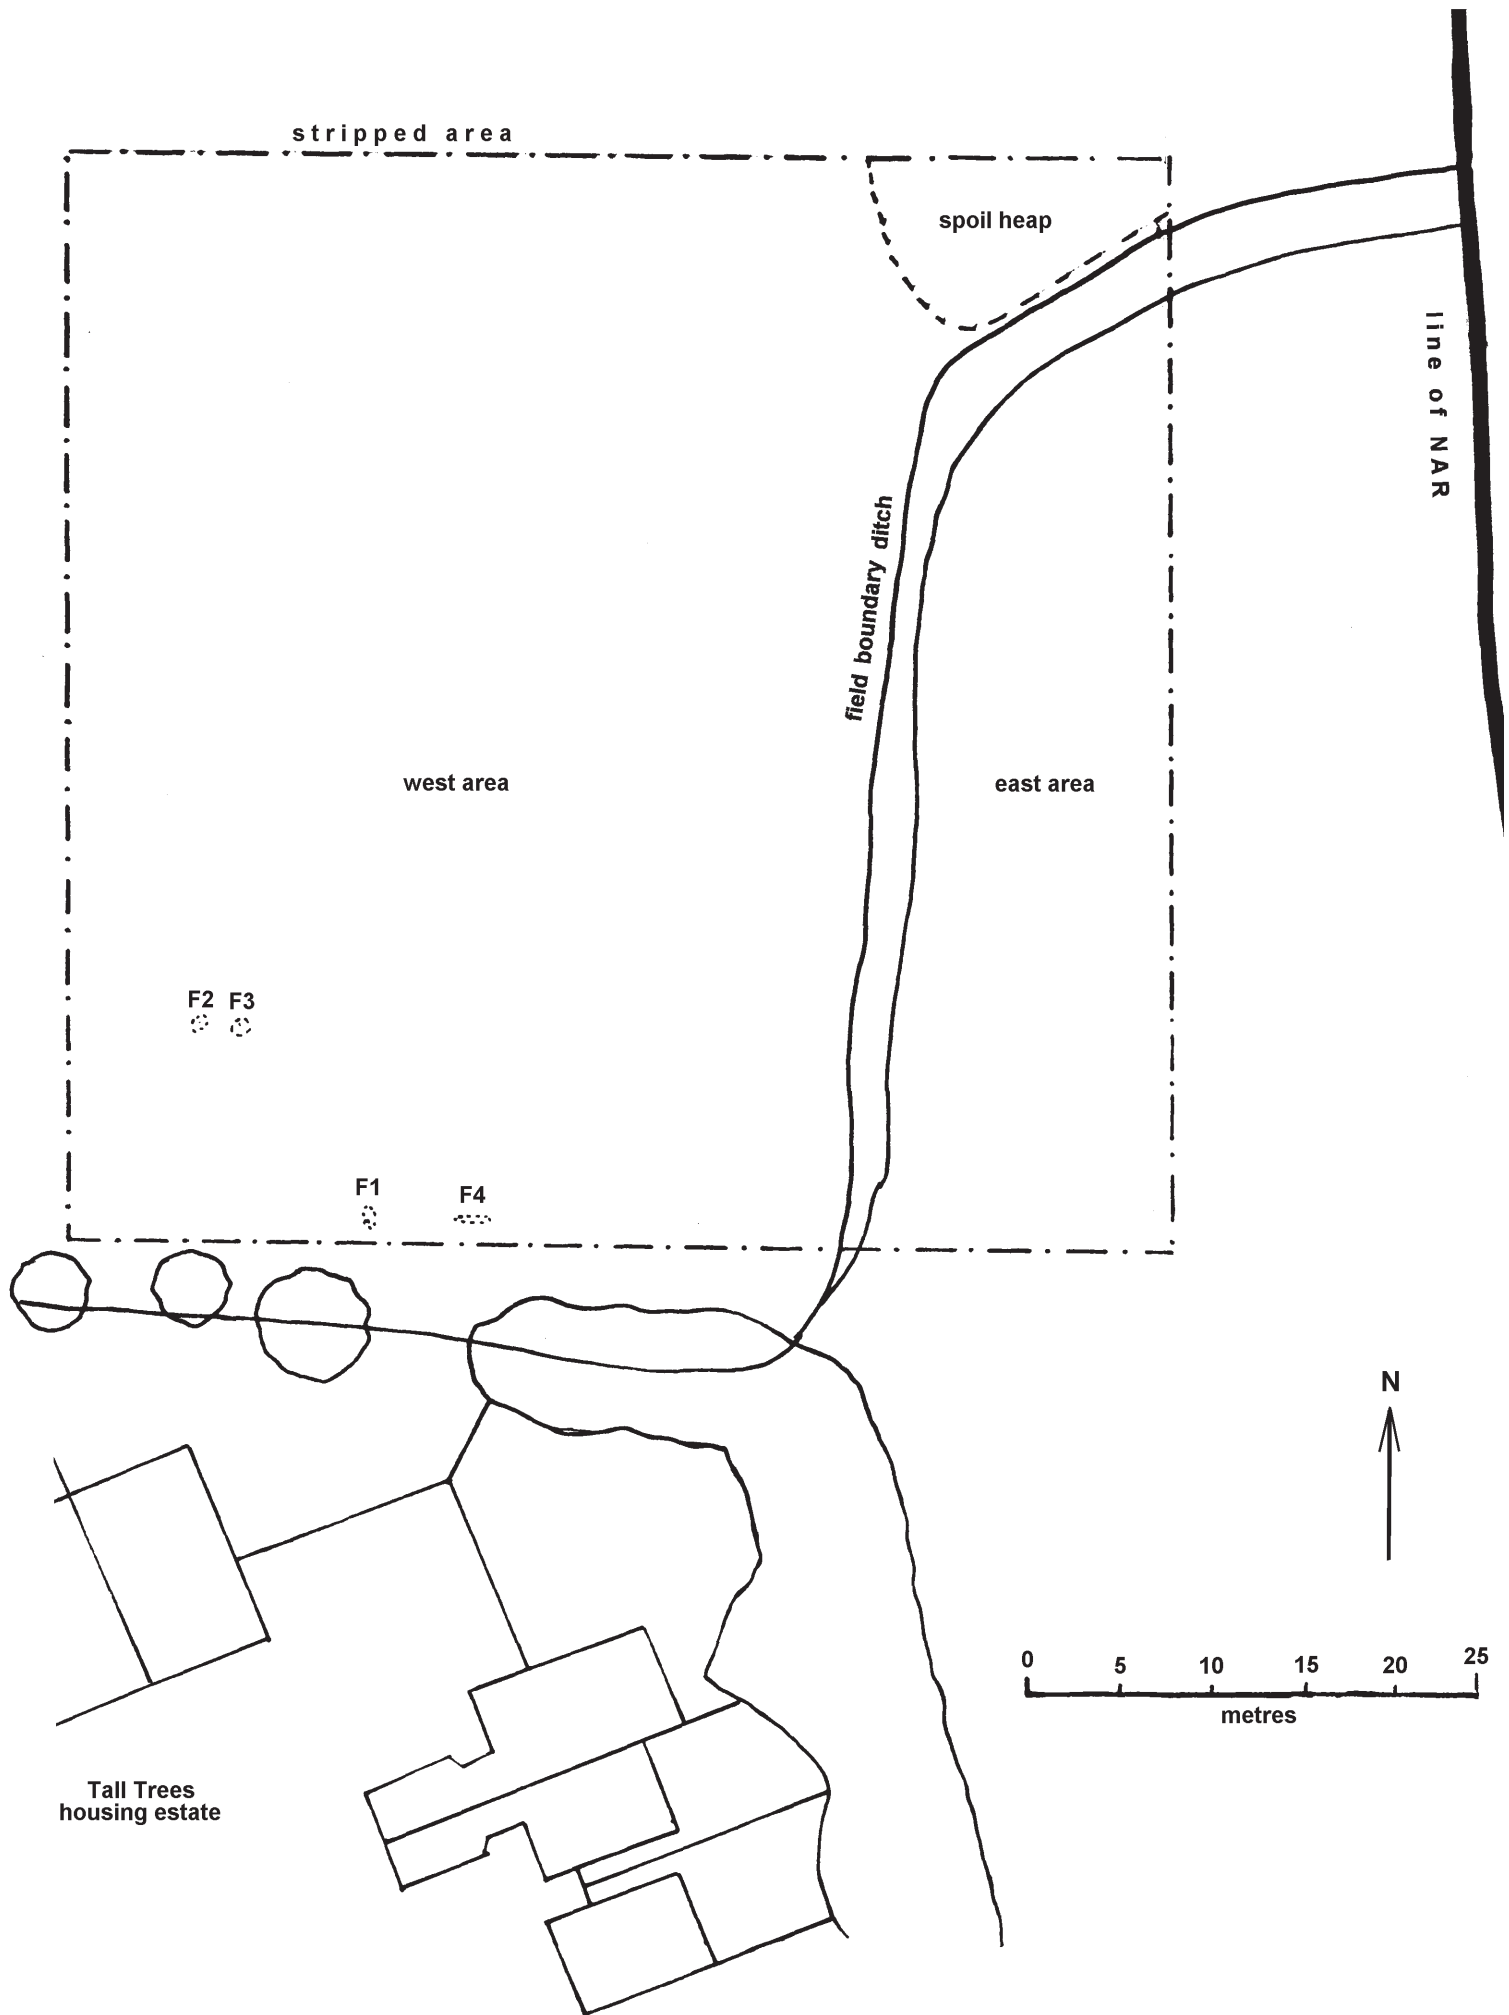 stripped area
spoil heap
line of NAR
field boundary ditch
west area
east area
F2 F3
F1
F4
N
0 5 10 15 20 25
metres
Tall Trees
housing estate